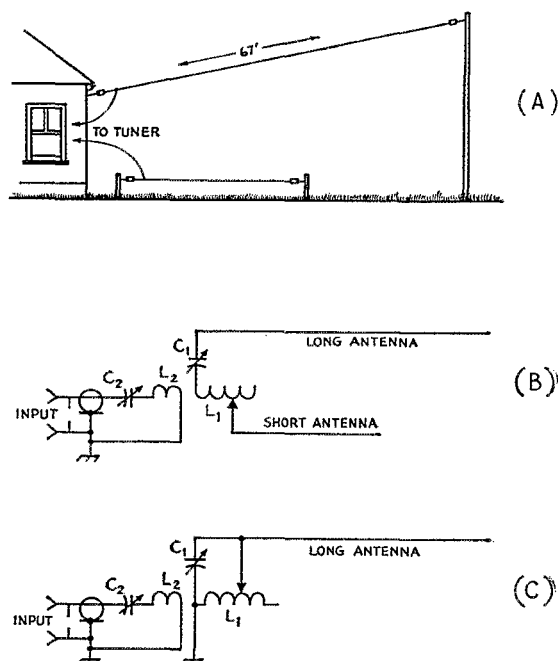 67'
(A)
TO TUNER
C1
LONG ANTENNA
C2
L2
(B)
INPUT
L1
SHORT ANTENNA
C1
LONG ANTENNA
C2
L2
(C)
INPUT
L1